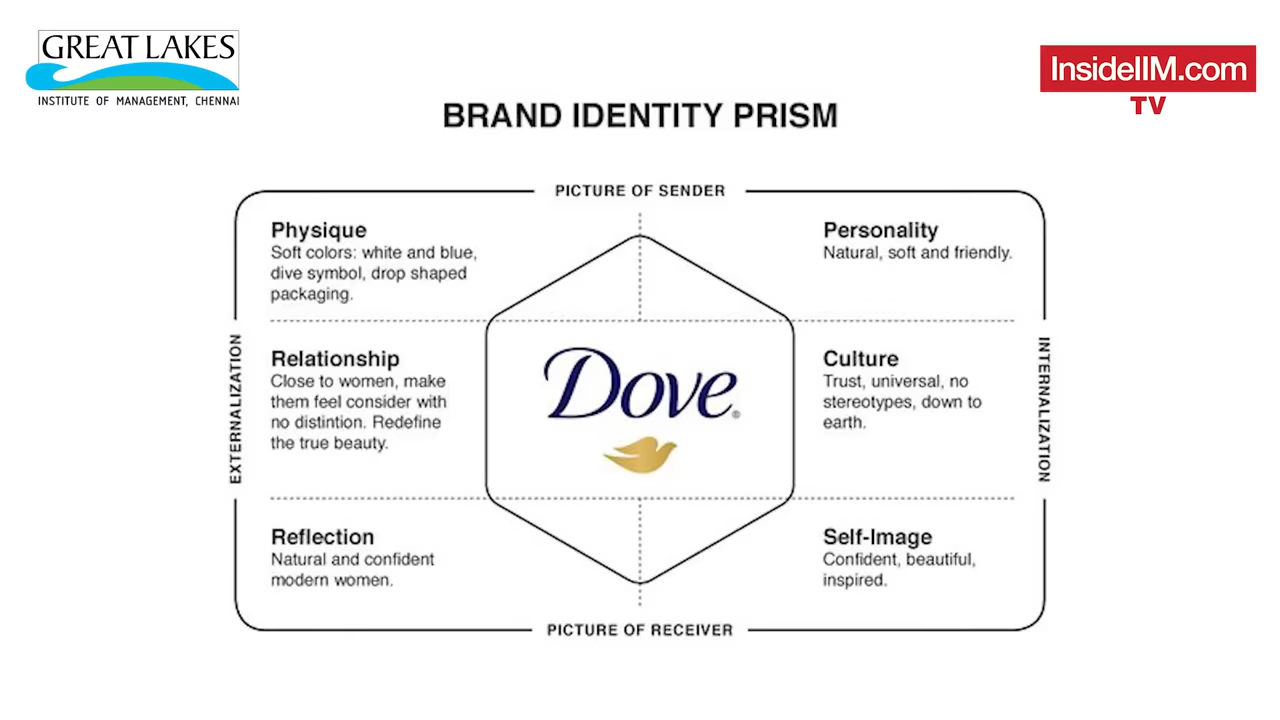 GREAT LAKES
INSTITUTE OF MANAGEMENT, CHENNAI
InsideIIM.com
TV
BRAND IDENTITY PRISM
PICTURE OF SENDER
Physique
Soft colors: white and blue,
dive symbol, drop shaped
packaging.
Personality
Natural, soft and friendly.
EXTERNALIZATION
Relationship
Close to women, make
them feel consider with
no distintion. Redefine
the true beauty.
Dove®
Culture
Trust, universal, no
stereotypes, down to
earth.
INTERNALIZATION
Reflection
Natural and confident
modern women.
Self-Image
Confident, beautiful,
inspired.
PICTURE OF RECEIVER